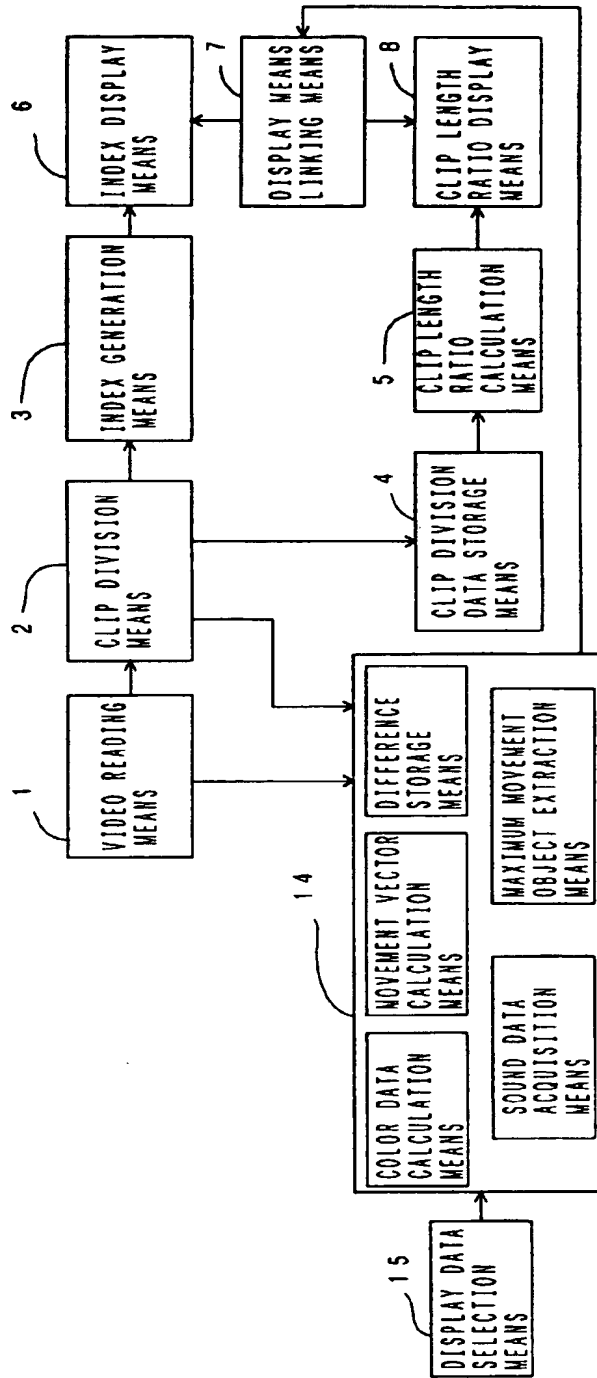 1
VIDEO READING
MEANS
2
CLIP DIVISION
MEANS
3
INDEX GENERATION
MEANS
6
INDEX DISPLAY
MEANS
7
DISPLAY MEANS
LINKING MEANS
8
CLIP LENGTH
RATIO DISPLAY
MEANS
5
CLIP LENGTH
RATIO
CALCULATION
MEANS
4
CLIP DIVISION
DATA STORAGE
MEANS
14
COLOR DATA
CALCULATION
MEANS
MOVEMENT VECTOR
CALCULATION
MEANS
DIFFERENCE
STORAGE
MEANS
SOUND DATA
ACQUISITION
MEANS
MAXIMUM MOVEMENT
OBJECT EXTRACTION
MEANS
15
DISPLAY DATA
SELECTION
MEANS